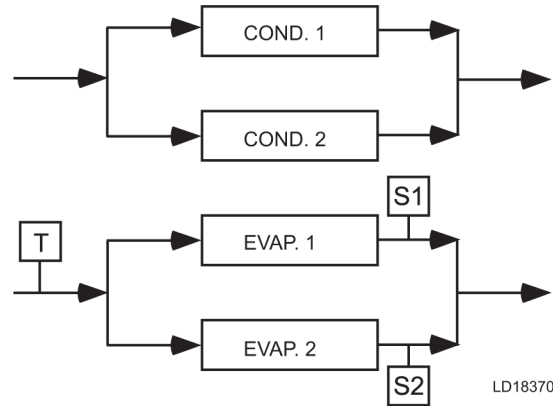 COND. 1
COND. 2
T
S1
EVAP. 1
EVAP. 2
S2
LD18370